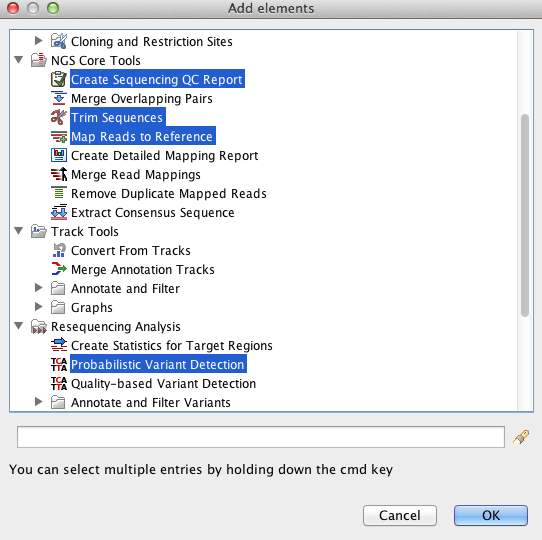 Add elements
Cloning and Restriction Sites
NGS Core Tools
Create Sequencing QC Report
Merge Overlapping Pairs
Trim Sequences
Map Reads to Reference
Create Detailed Mapping Report
Merge Read Mappings
Remove Duplicate Mapped Reads
Extract Consensus Sequence
Track Tools
Convert From Tracks
Merge Annotation Tracks
Annotate and Filter
Graphs
Resequencing Analysis
Create Statistics for Target Regions
Probabilistic Variant Detection
Quality-based Variant Detection
Annotate and Filter Variants
You can select multiple entries by holding down the cmd key
Cancel OK